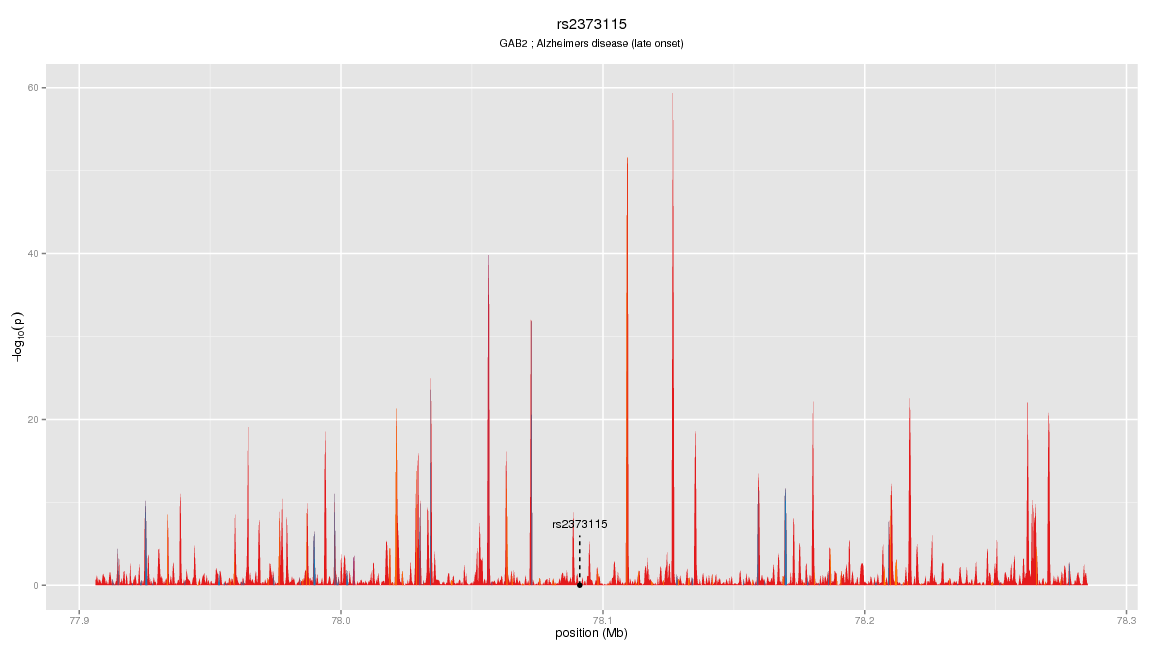 rs2373115
GAB2 ; Alzheimers disease (late onset)
60
40
20
0
−log10(p)
rs2373115
77.9
78.0
78.1
78.2
78.3
position (Mb)